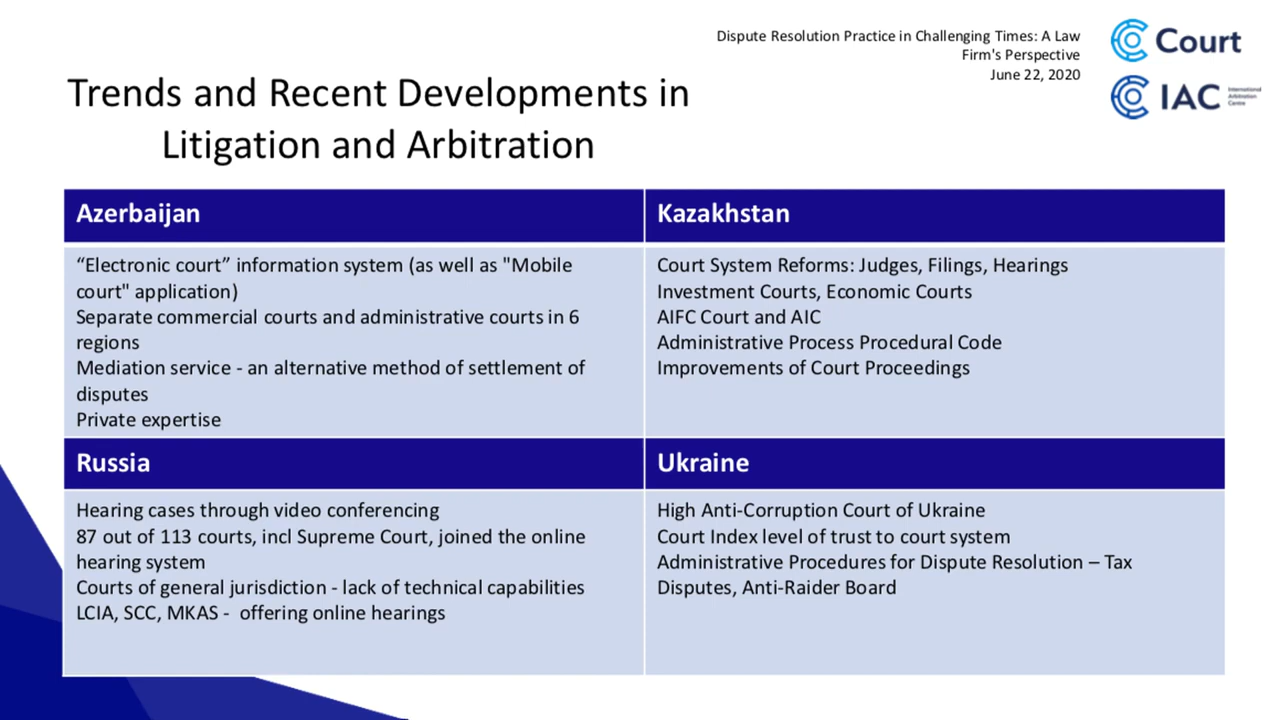 Dispute Resolution Practice in Challenging Times: A Law
Firm's Perspective
June 22, 2020
Court
IAC
International
Arbitration
Centre
Trends and Recent Developments in
Litigation and Arbitration
Azerbaijan
“Electronic court” information system (as well as "Mobile
court" application)
Separate commercial courts and administrative courts in 6
regions
Mediation service - an alternative method of settlement of
disputes
Private expertise
Kazakhstan
Court System Reforms: Judges, Filings, Hearings
Investment Courts, Economic Courts
AIFC Court and AIC
Administrative Process Procedural Code
Improvements of Court Proceedings
Russia
Hearing cases through video conferencing
87 out of 113 courts, incl Supreme Court, joined the online
hearing system
Courts of general jurisdiction - lack of technical capabilities
LCIA, SCC, MKAS -  offering online hearings
Ukraine
High Anti-Corruption Court of Ukraine
Court Index level of trust to court system
Administrative Procedures for Dispute Resolution – Tax
Disputes, Anti-Raider Board